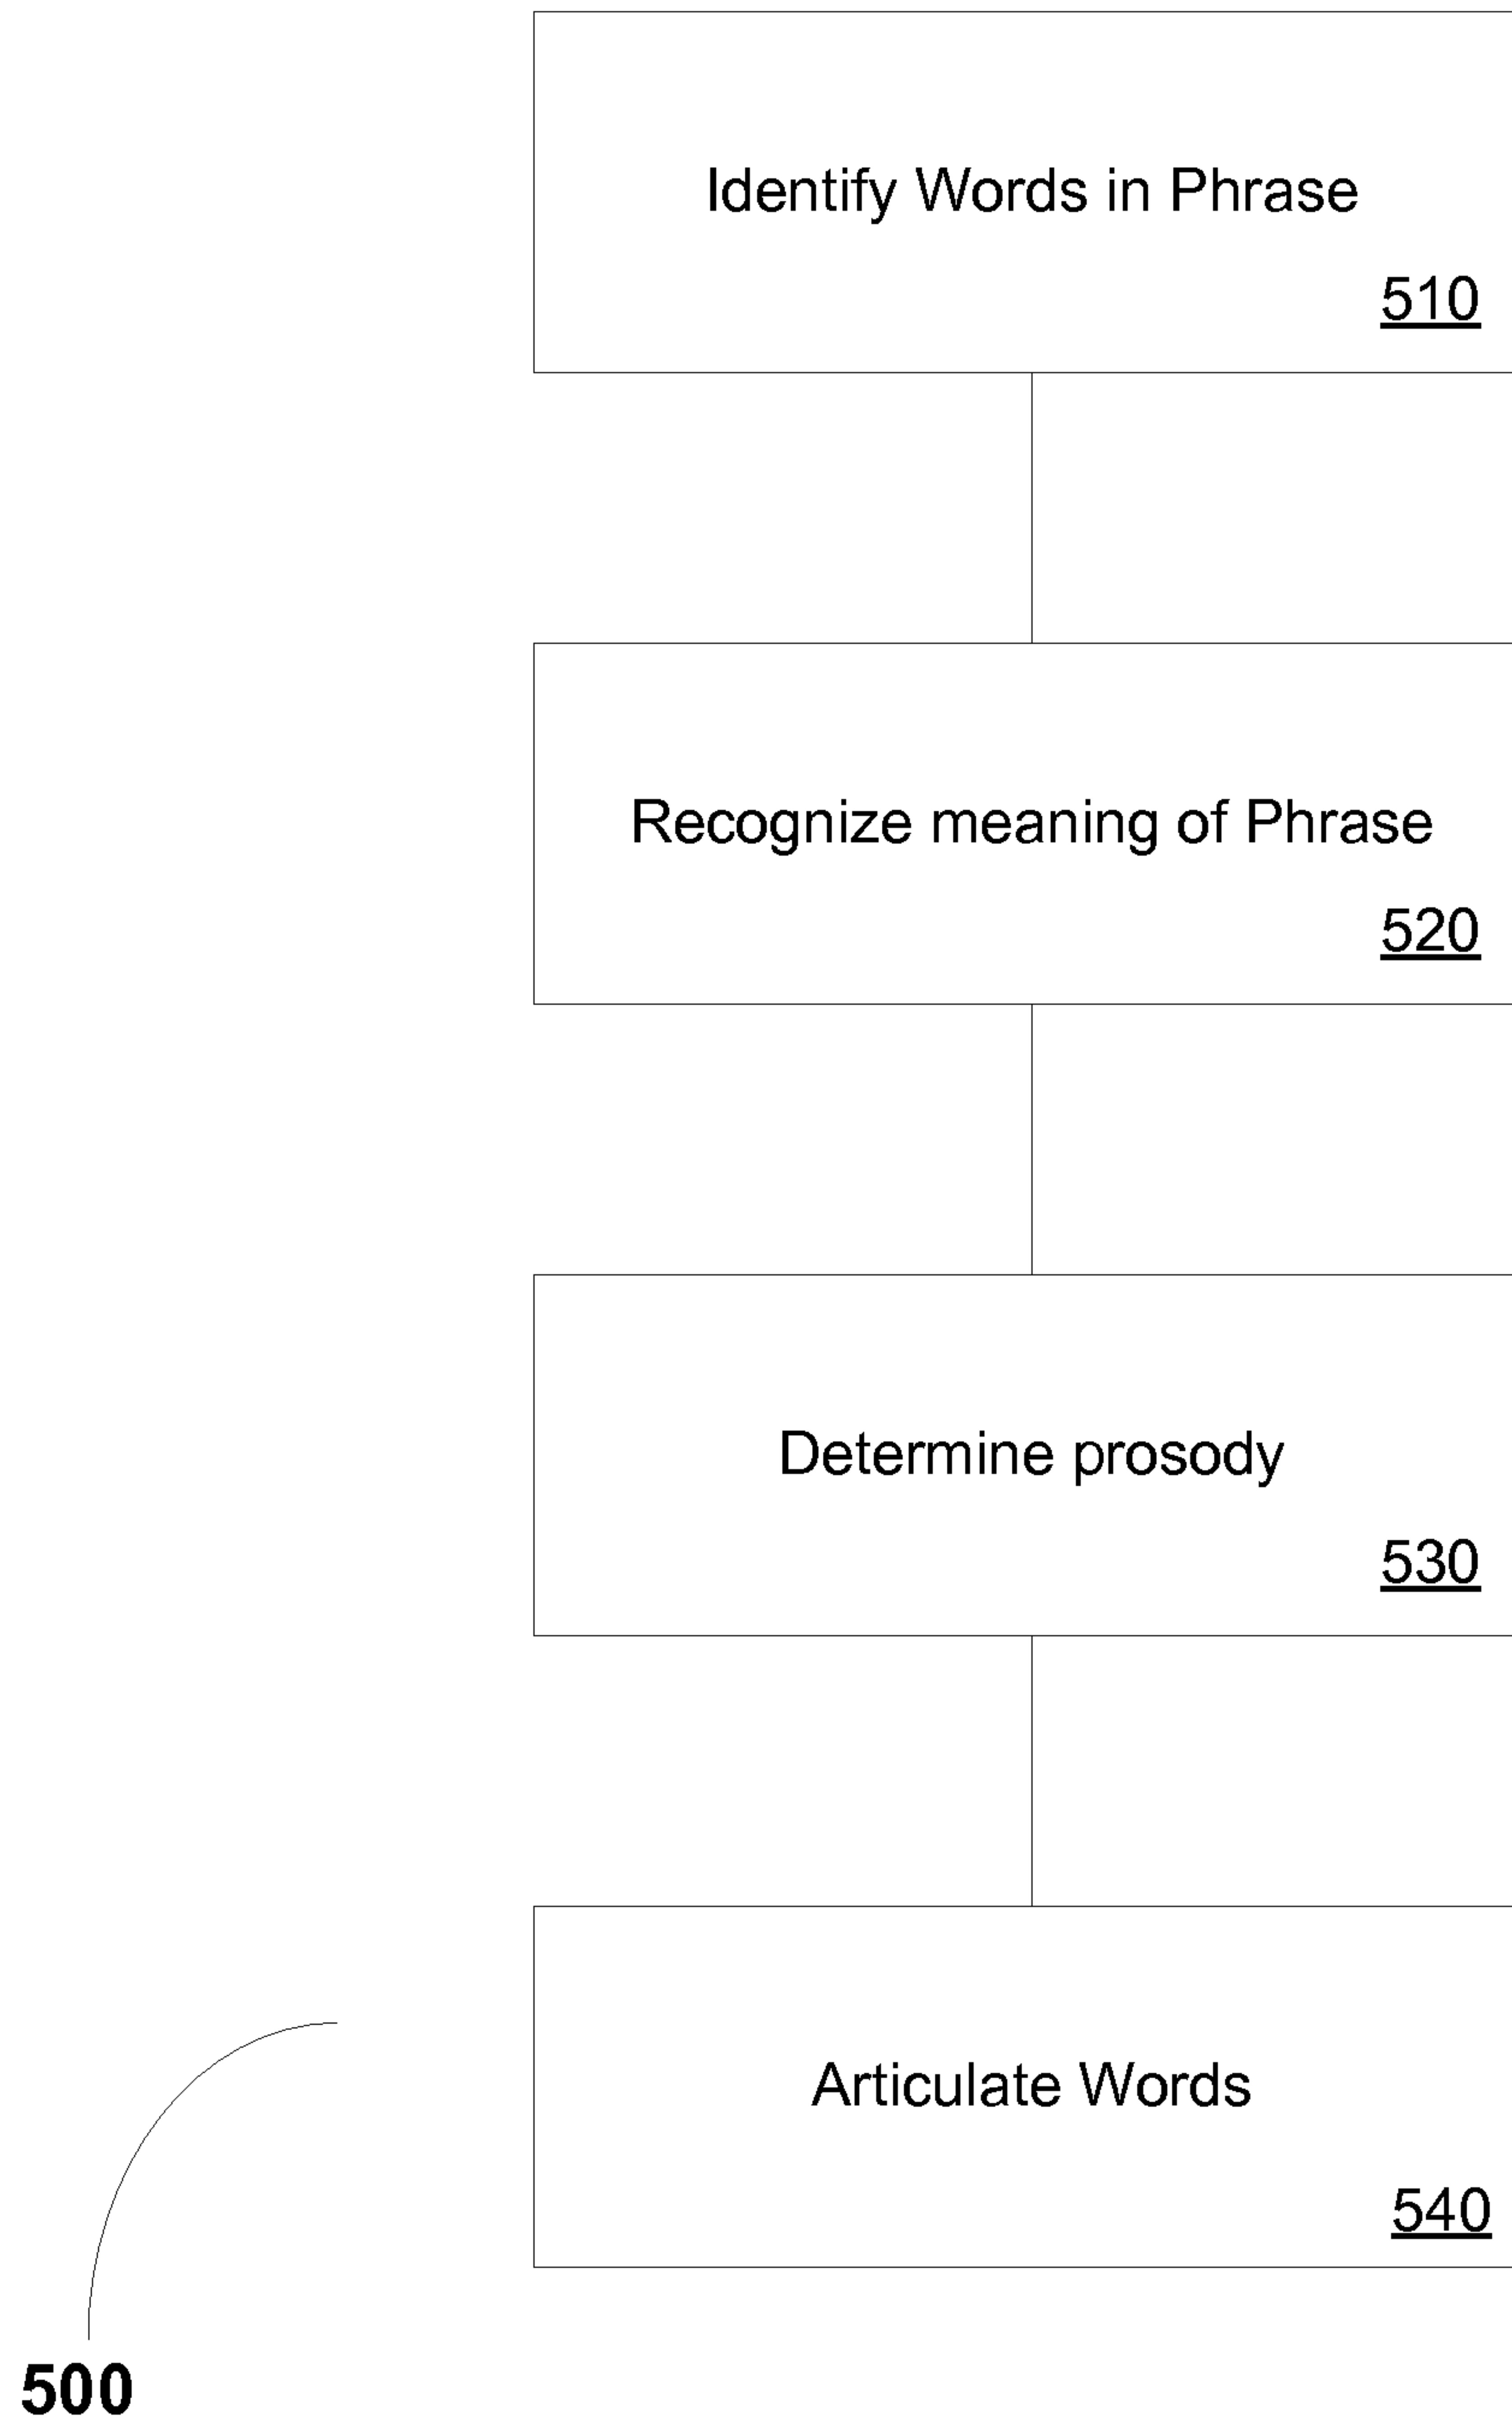 Identify Words in Phrase
510
Recognize meaning of Phrase
520
Determine prosody
530
Articulate Words
540
500